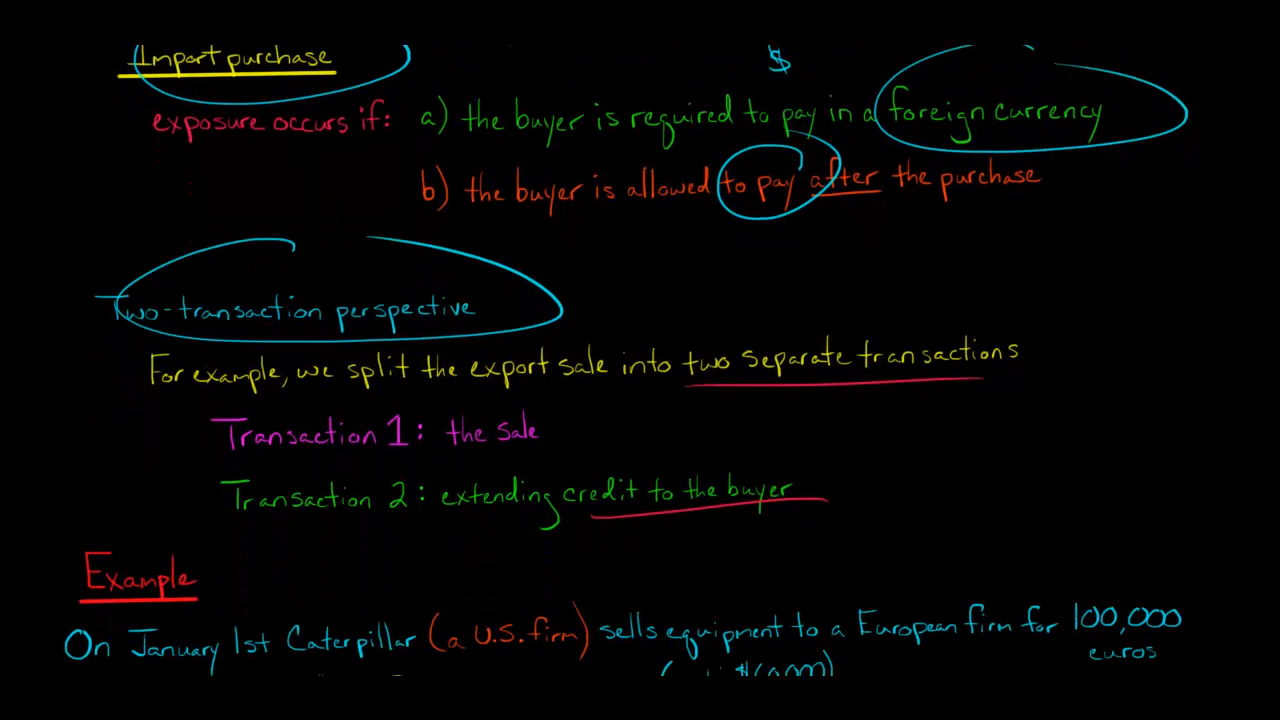 $
Import purchase
exposure occurs if: a) the buyer is required to pay in a foreign currency
b) the buyer is allowed to pay after the purchase
Two-transaction perspective
For example, we split the export sale into two separate transactions
Transaction 1: the sale
Transaction 2: extending credit to the buyer
Example
On January 1st Caterpillar (a U.S. firm) sells equipment to a European firm for 100,000
euros